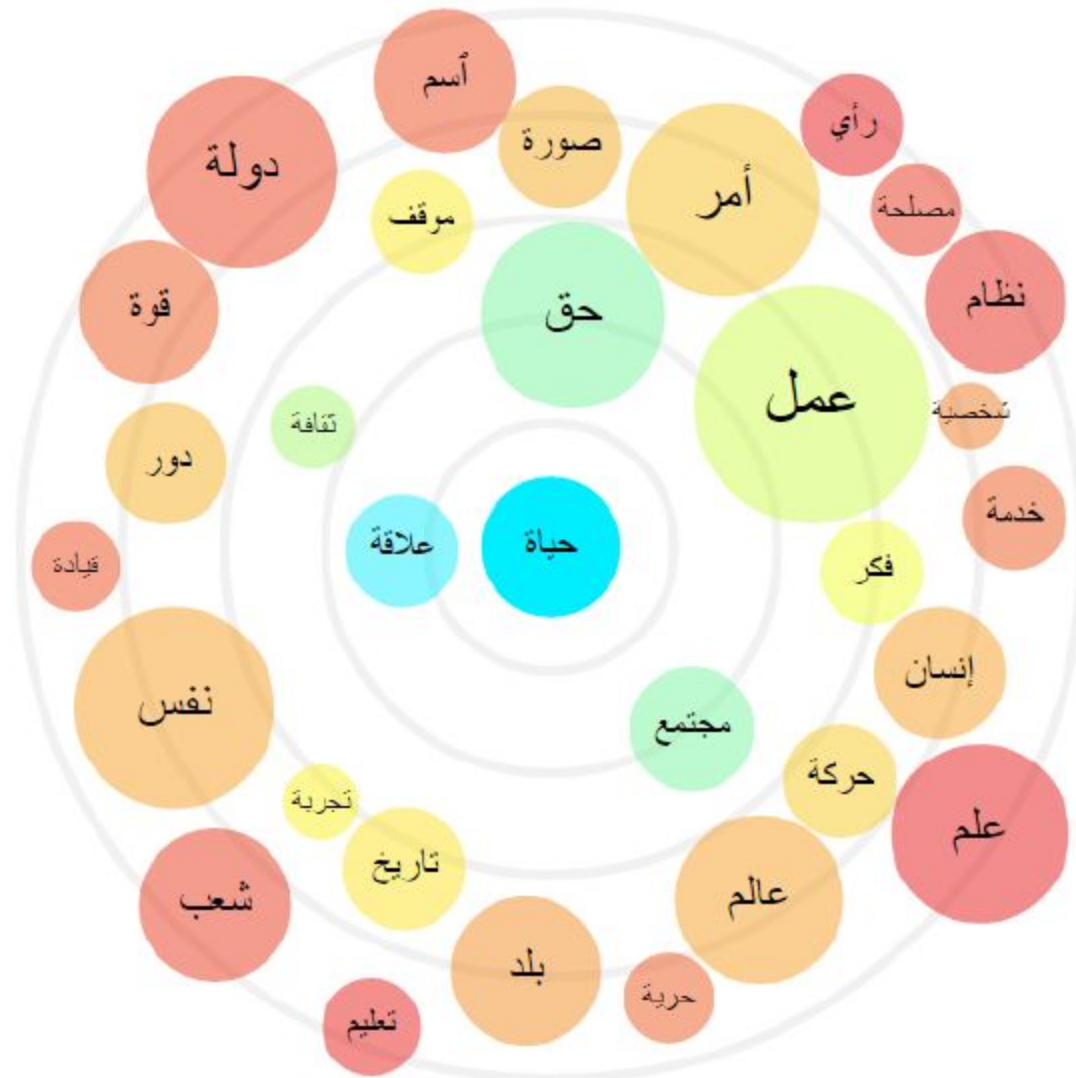 أسم
رأي
صورة
دولة
أمر
مصلحة
موقف
نظام
قوة
حق
عمل
شخصية
ثقافة
دور
خدمة
علاقة
حياة
قيادة
فكر
إنسان
نفس
مجتمع
حركة
تجربة
علم
تاريخ
عالم
شعب
بلد
حرية
تعليم